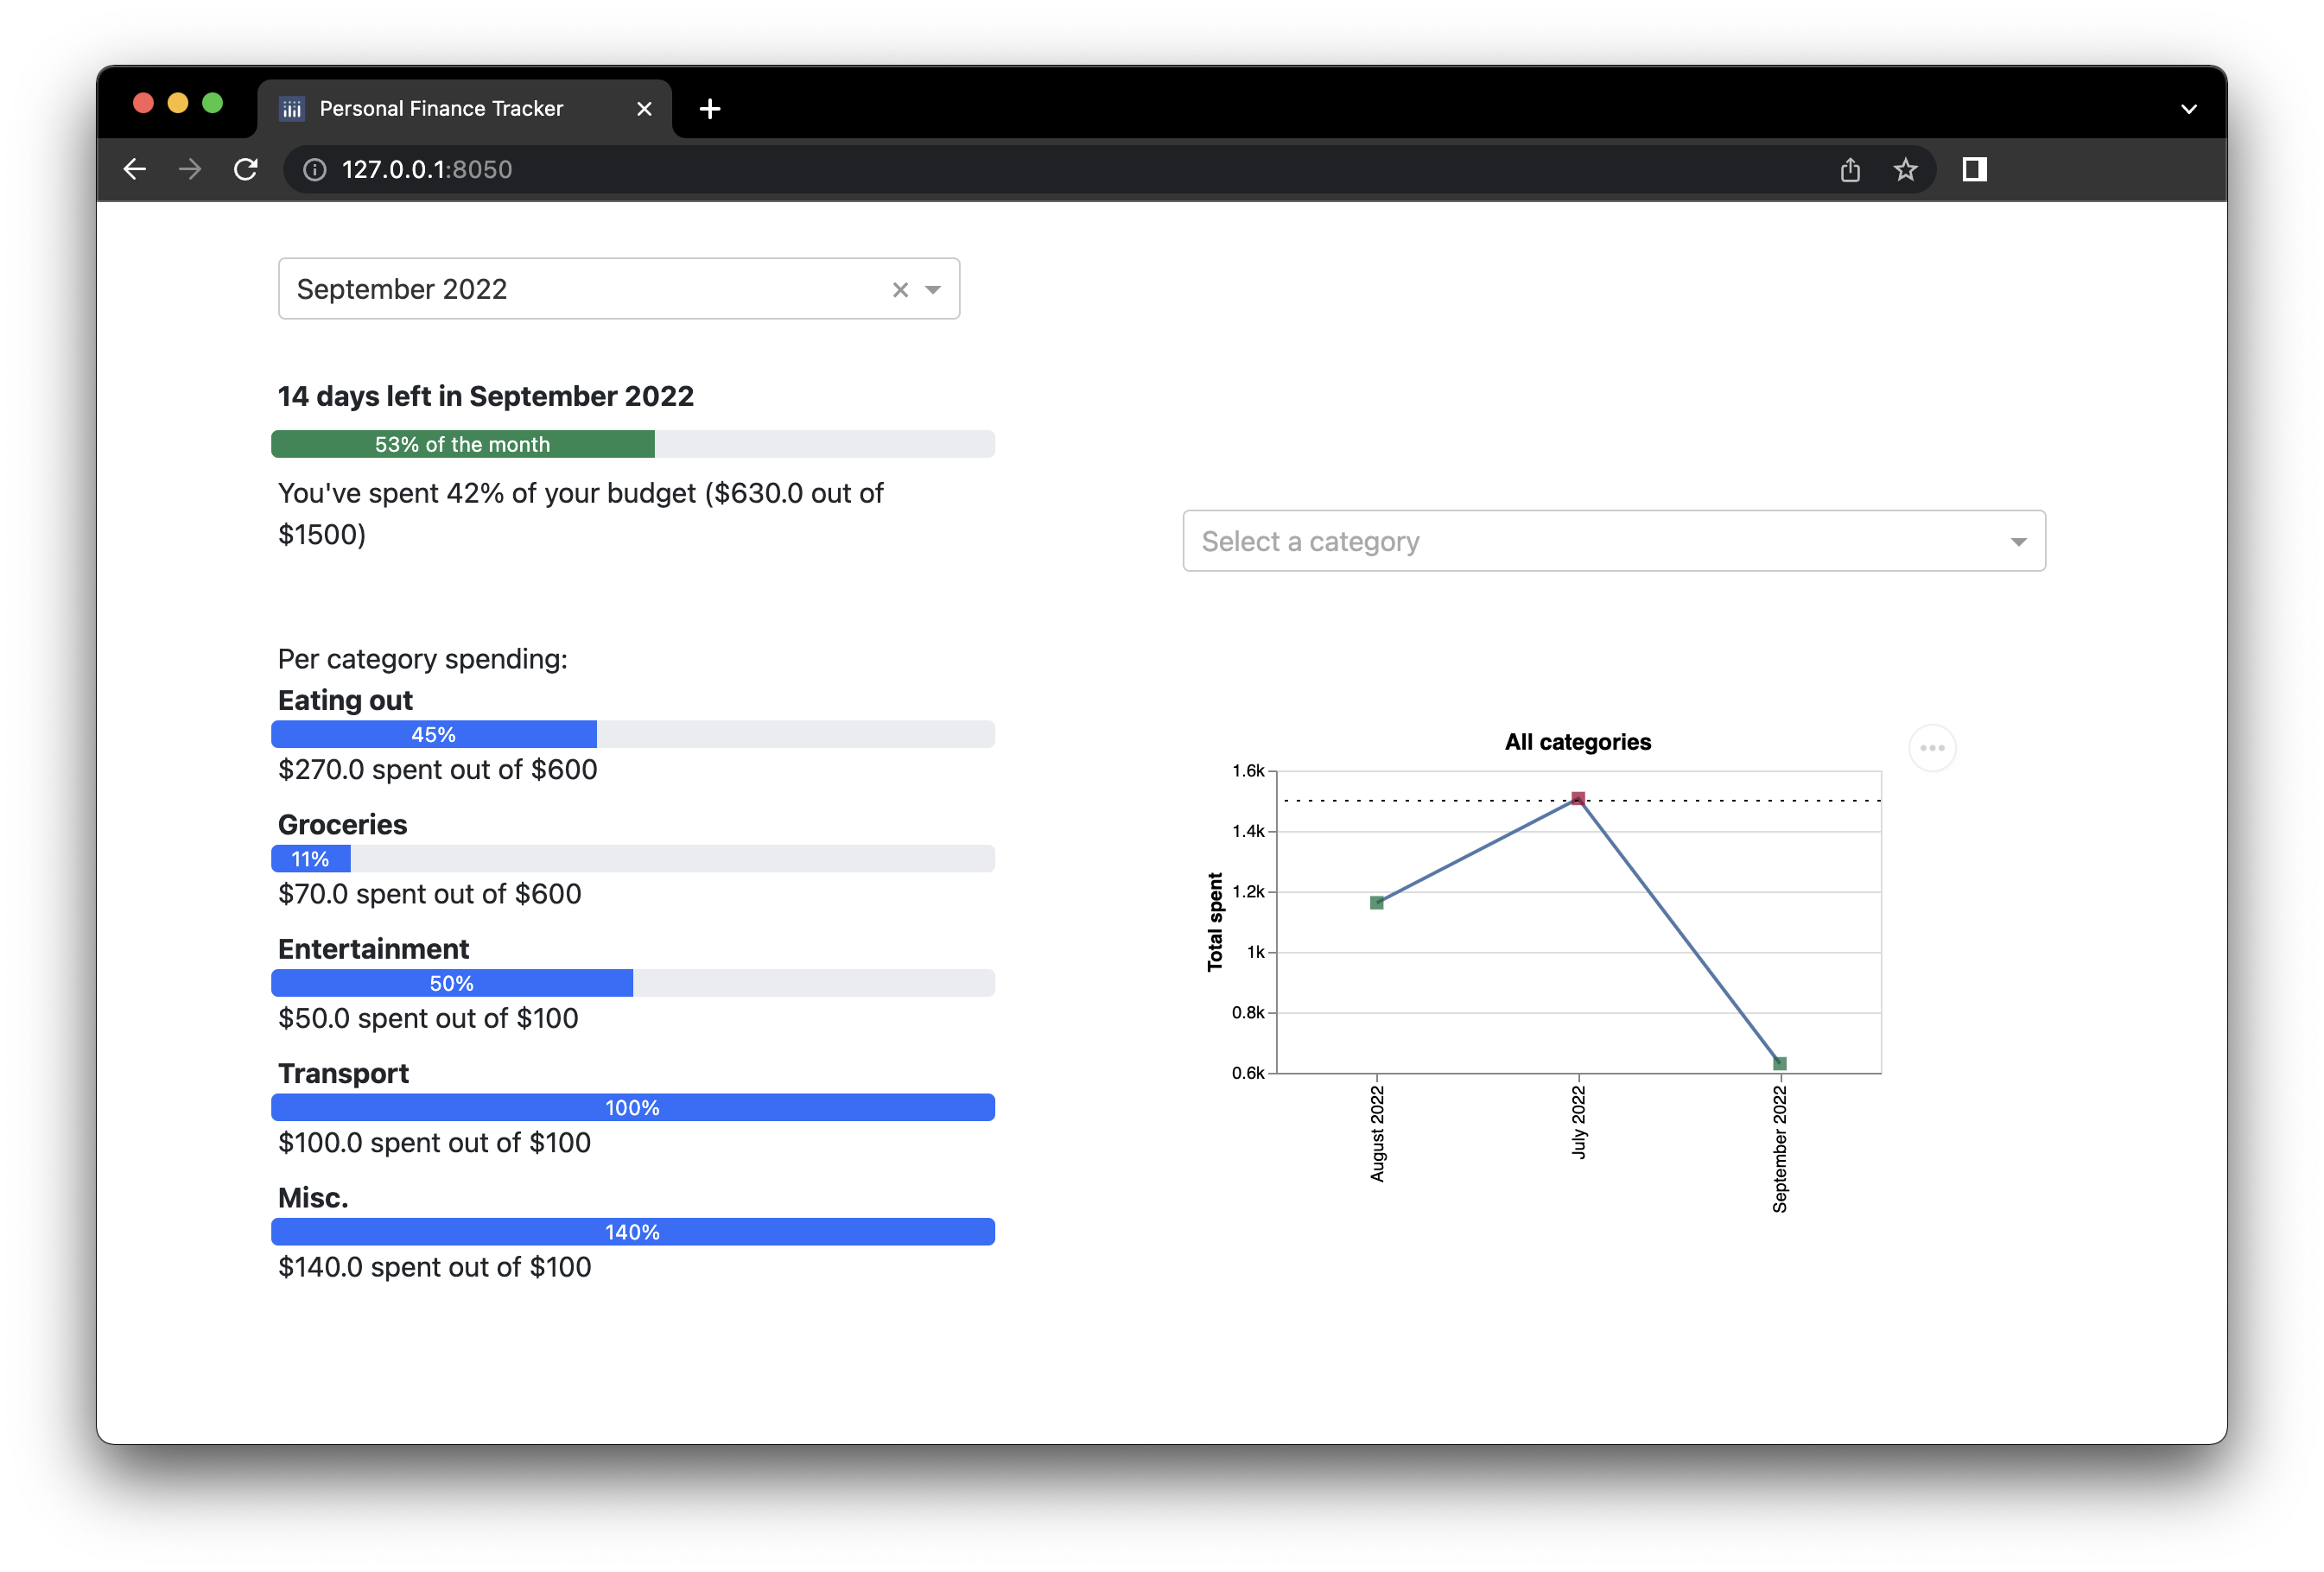 Personal Finance Tracker
127.0.0.1:8050
September 2022
14 days left in September 2022
53% of the month
You've spent 42% of your budget ($630.0 out of
$1500)
Per category spending:
Eating out
45%
$270.0 spent out of $600
Groceries
11%
$70.0 spent out of $600
Entertainment
50%
$50.0 spent out of $100
Transport
100%
$100.0 spent out of $100
Misc.
140%
$140.0 spent out of $100
Select a category
All categories
1.6k
1.4k
1.2k
1k
0.8k
0.6k
Total spent
August 2022
July 2022
September 2022